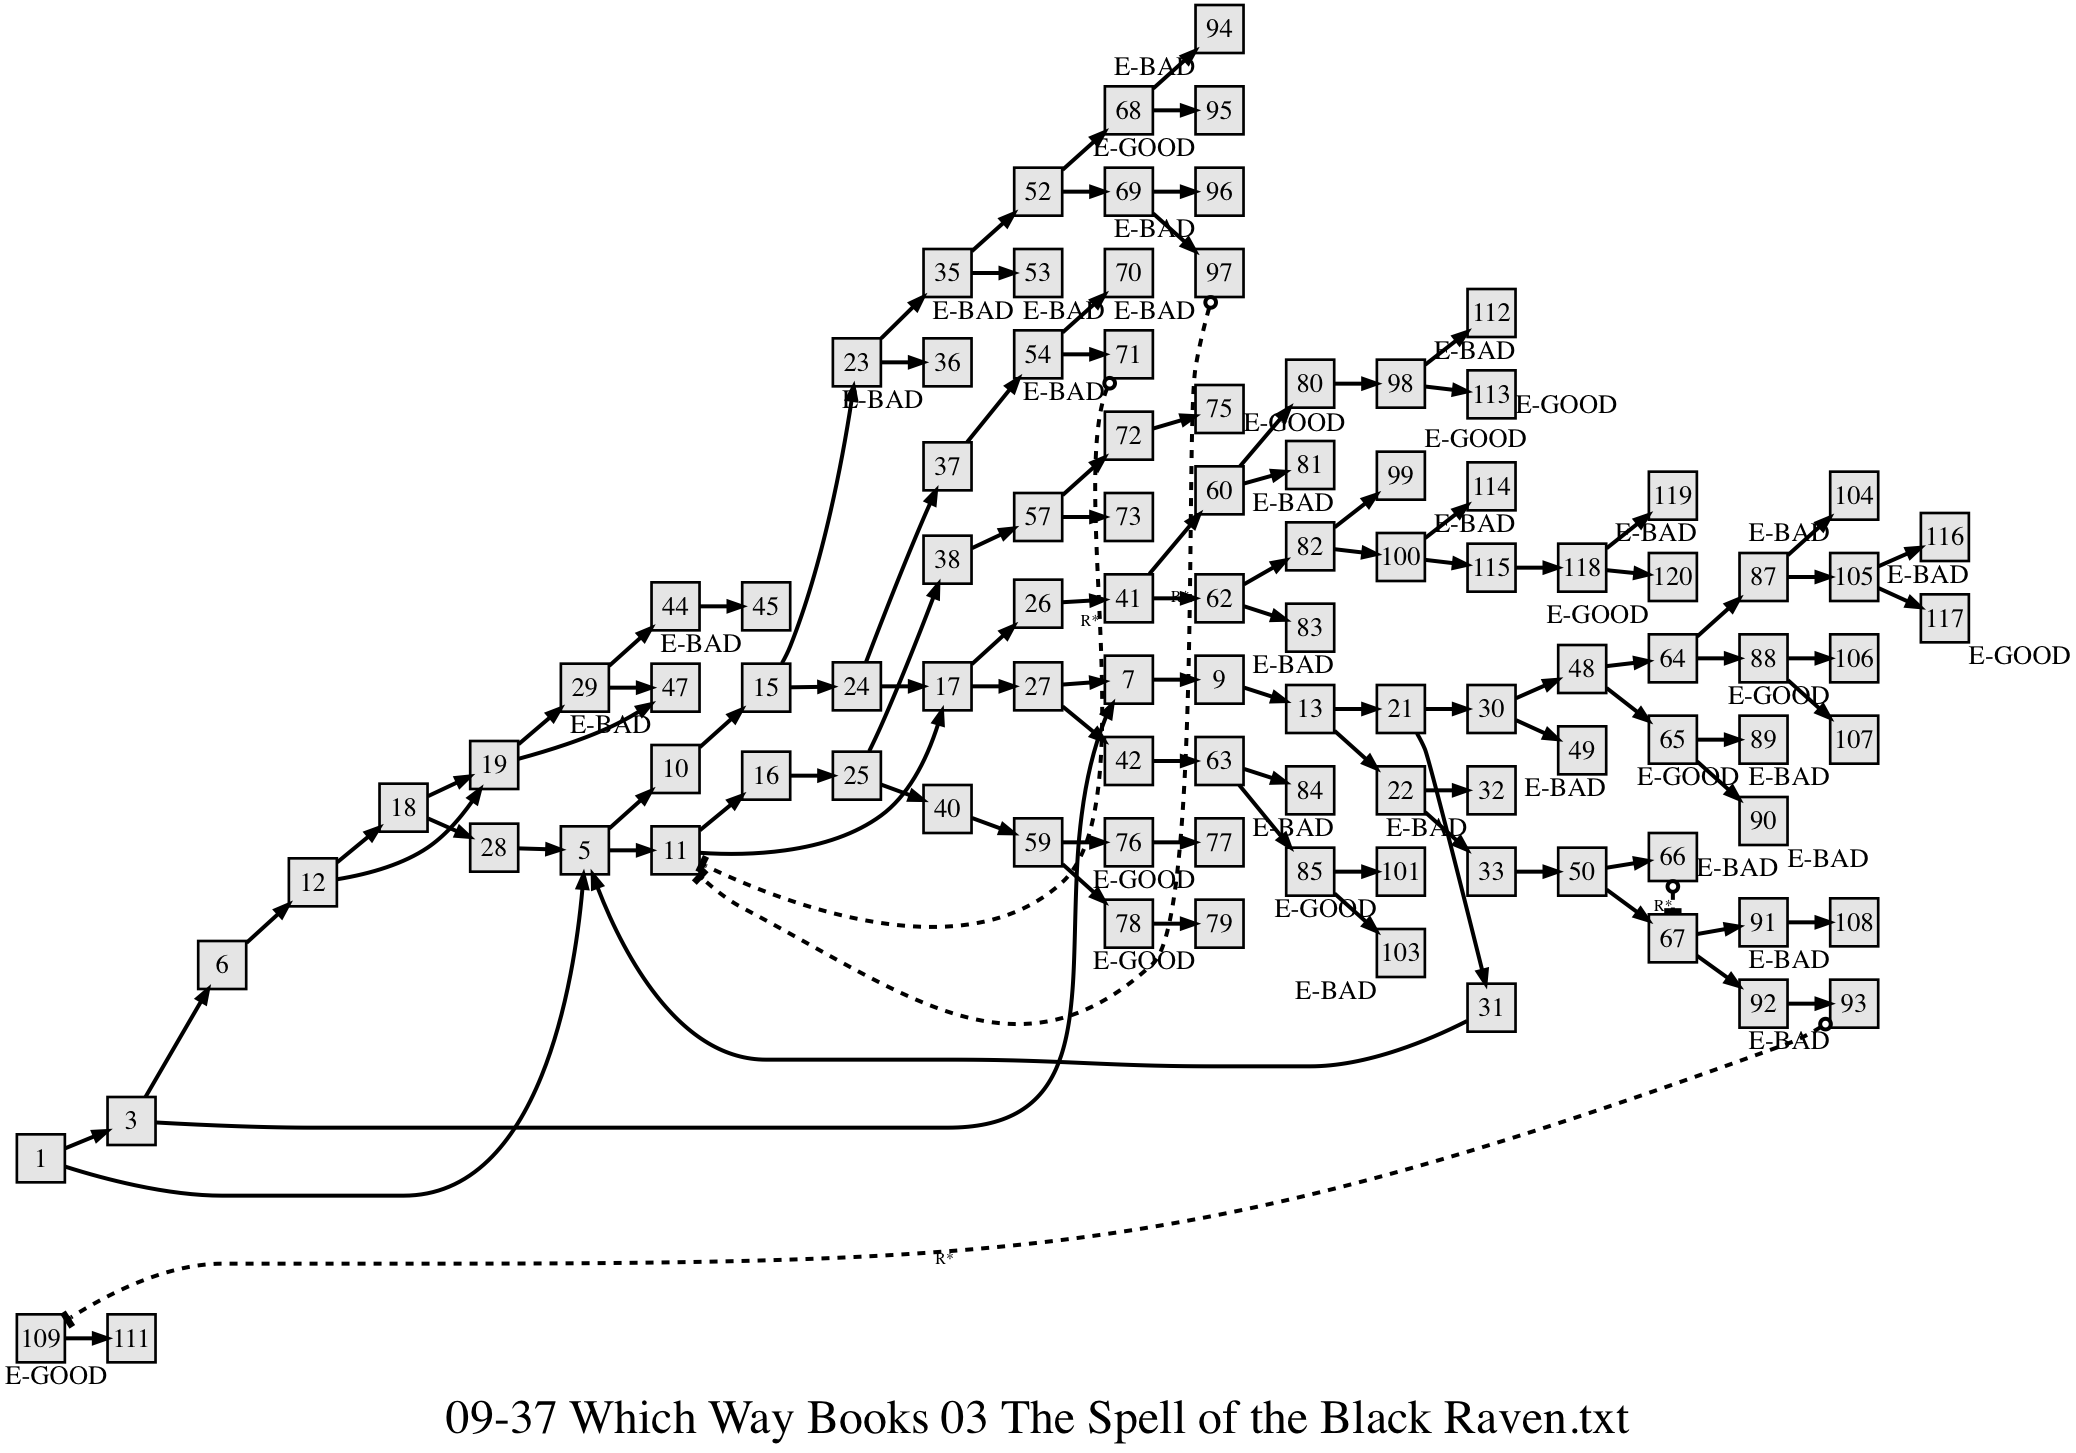 94
E-BAD
68 95
E-GOOD
52 69 96
E-BAD
35 53 70 97
E-BAD E-BAD E-BAD
112
23 36 54 71
E-BAD
E-BAD E-BAD
80 98 113
E-GOOD
72 75 E-GOOD
E-GOOD
37 60 81 99 114 119 104
E-BAD E-BAD E-BAD E-BAD
57 73 82 100 116
38 115 118 120 87 105 E-BAD
44 45 26 41 R* 62 83 E-GOOD 117
R*
E-BAD E-BAD E-GOOD
29 47 15 24 17 27 7 9 13 21 30 48 64 88 106
E-BAD E-GOOD
19 10 16 25 42 63 84 22 32 49 65 89 107
E-BAD E-GOOD E-BAD
18 40 90
E-BAD E-BAD
28 5 11 59 76 77 85 101 33 50 66 E-BAD
E-BAD
12 E-GOOD E-GOOD R*
78 79 103 67 91 108
E-GOOD E-BAD
6 E-BAD
31 92 93
E-BAD
3
1
R*
109 111
E-GOOD
09-37 Which Way Books 03 The Spell of the Black Raven.txt